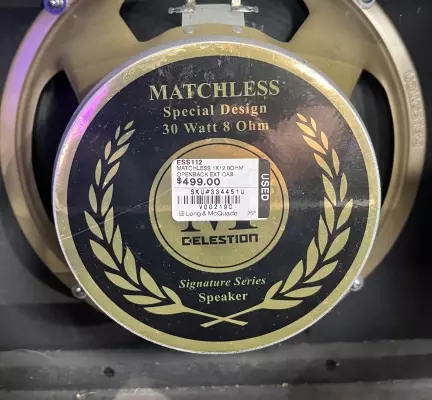 MATCHLESS
Special Design
30 Watt 8 Ohm
ESS112
MATCHLESS 1X12 8OHM
OPENBACK EXT CAB
$499.00
USED
SKU#334451U
V00219C
Long & McQuade
CELESTION
Signature Series
Speaker